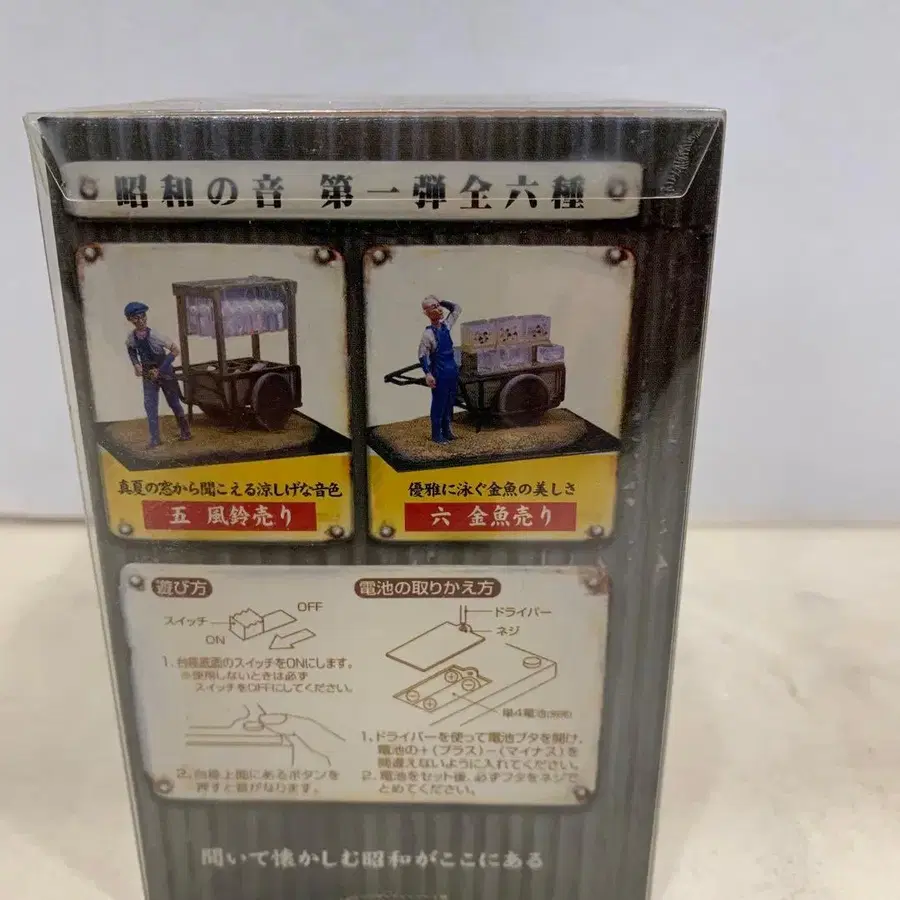 昭和の音 第一弾全六種
真夏の窓から聞こえる涼しげな音色
五 風鈴売り
優雅に泳ぐ金魚の美しさ
六 金魚売り
遊び方
OFF
スイッチ
ON
1. 台座底面のスイッチをONにします。
※使用しないときは必ず
スイッチをOFFにしてください。
2. 台座上面にあるボタンを
押すと音がなります。
電池の取りかえ方
ドライバー
ネジ
単4電池(別売)
1. ドライバーを使って電池ブタを開け、
電池の+(プラス)-(マイナス)を
間違えないように入れてください。
2. 電池をセット後、必ずフタをネジで
とめてください。
聞いて懐かしむ昭和がここにある